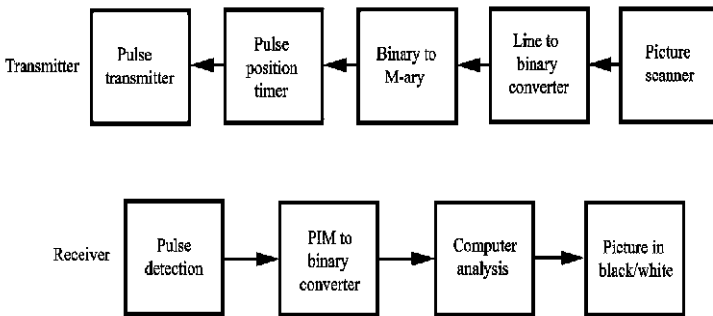 Transmitter
Pulse
transmitter
Pulse
position
timer
Binary to
M-ary
Line to
binary
converter
Picture
scanner
Receiver
Pulse
detection
PIM to
binary
converter
Computer
analysis
Picture in
black/white